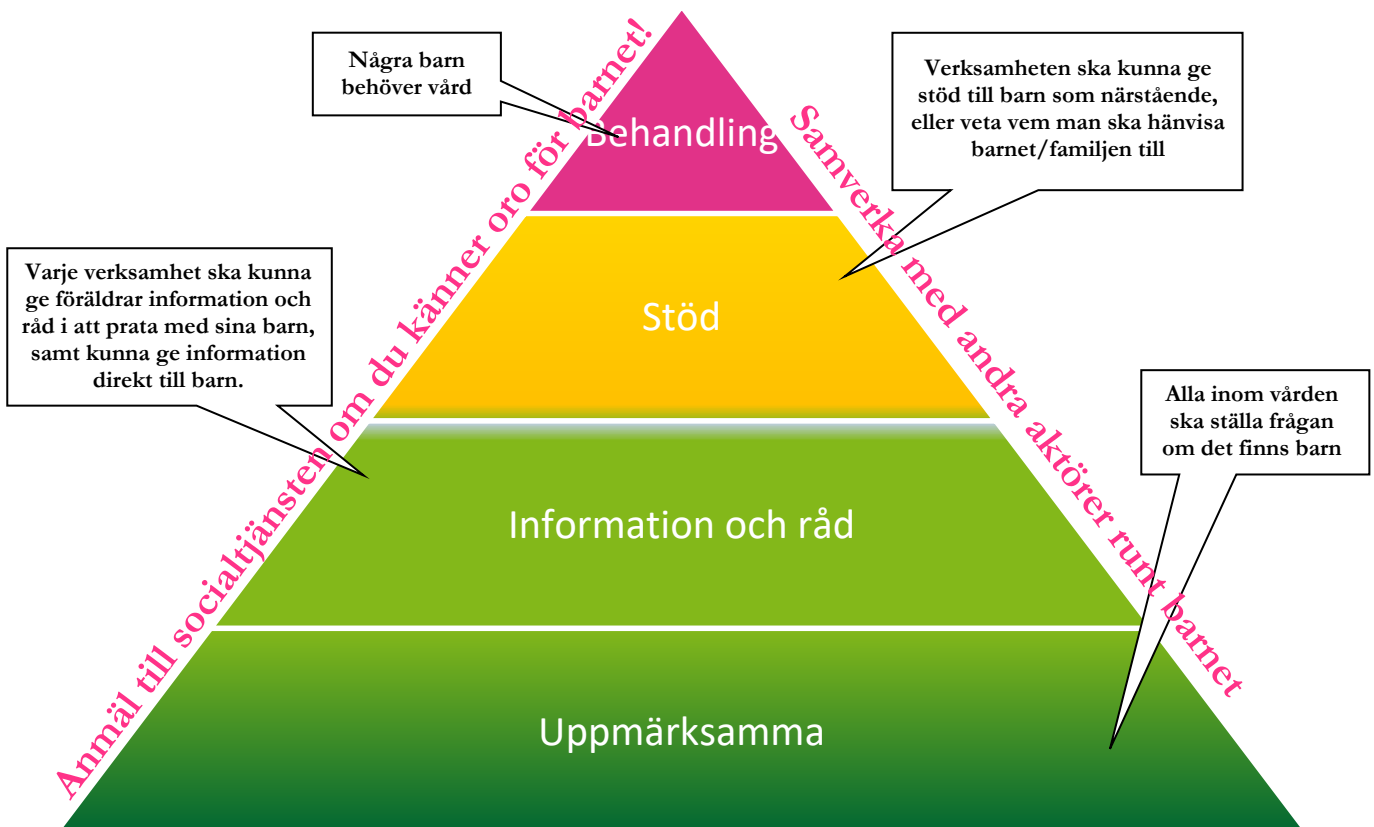 Några barn
behöver vård
Verksamheten ska kunna ge
stöd till barn som närstående,
eller veta vem man ska hänvisa
barnet/familjen till
Behandling
Anmäl till socialtjänsten om du känner oro för barnet!
Samverka med andra aktörer runt barnet
Varje verksamhet ska kunna
ge föräldrar information och
råd i att prata med sina barn,
samt kunna ge information
direkt till barn.
Stöd
Alla inom vården
ska ställa frågan
om det finns barn
Information och råd
Uppmärksamma